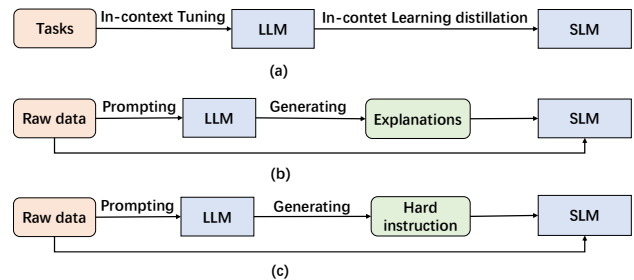 In-context Tuning
In-contet Learning distillation
Tasks
LLM
SLM
(a)
Prompting
Generating
Raw data
LLM
Explanations
SLM
(b)
Prompting
Generating
Raw data
LLM
Hard
instruction
SLM
(c)